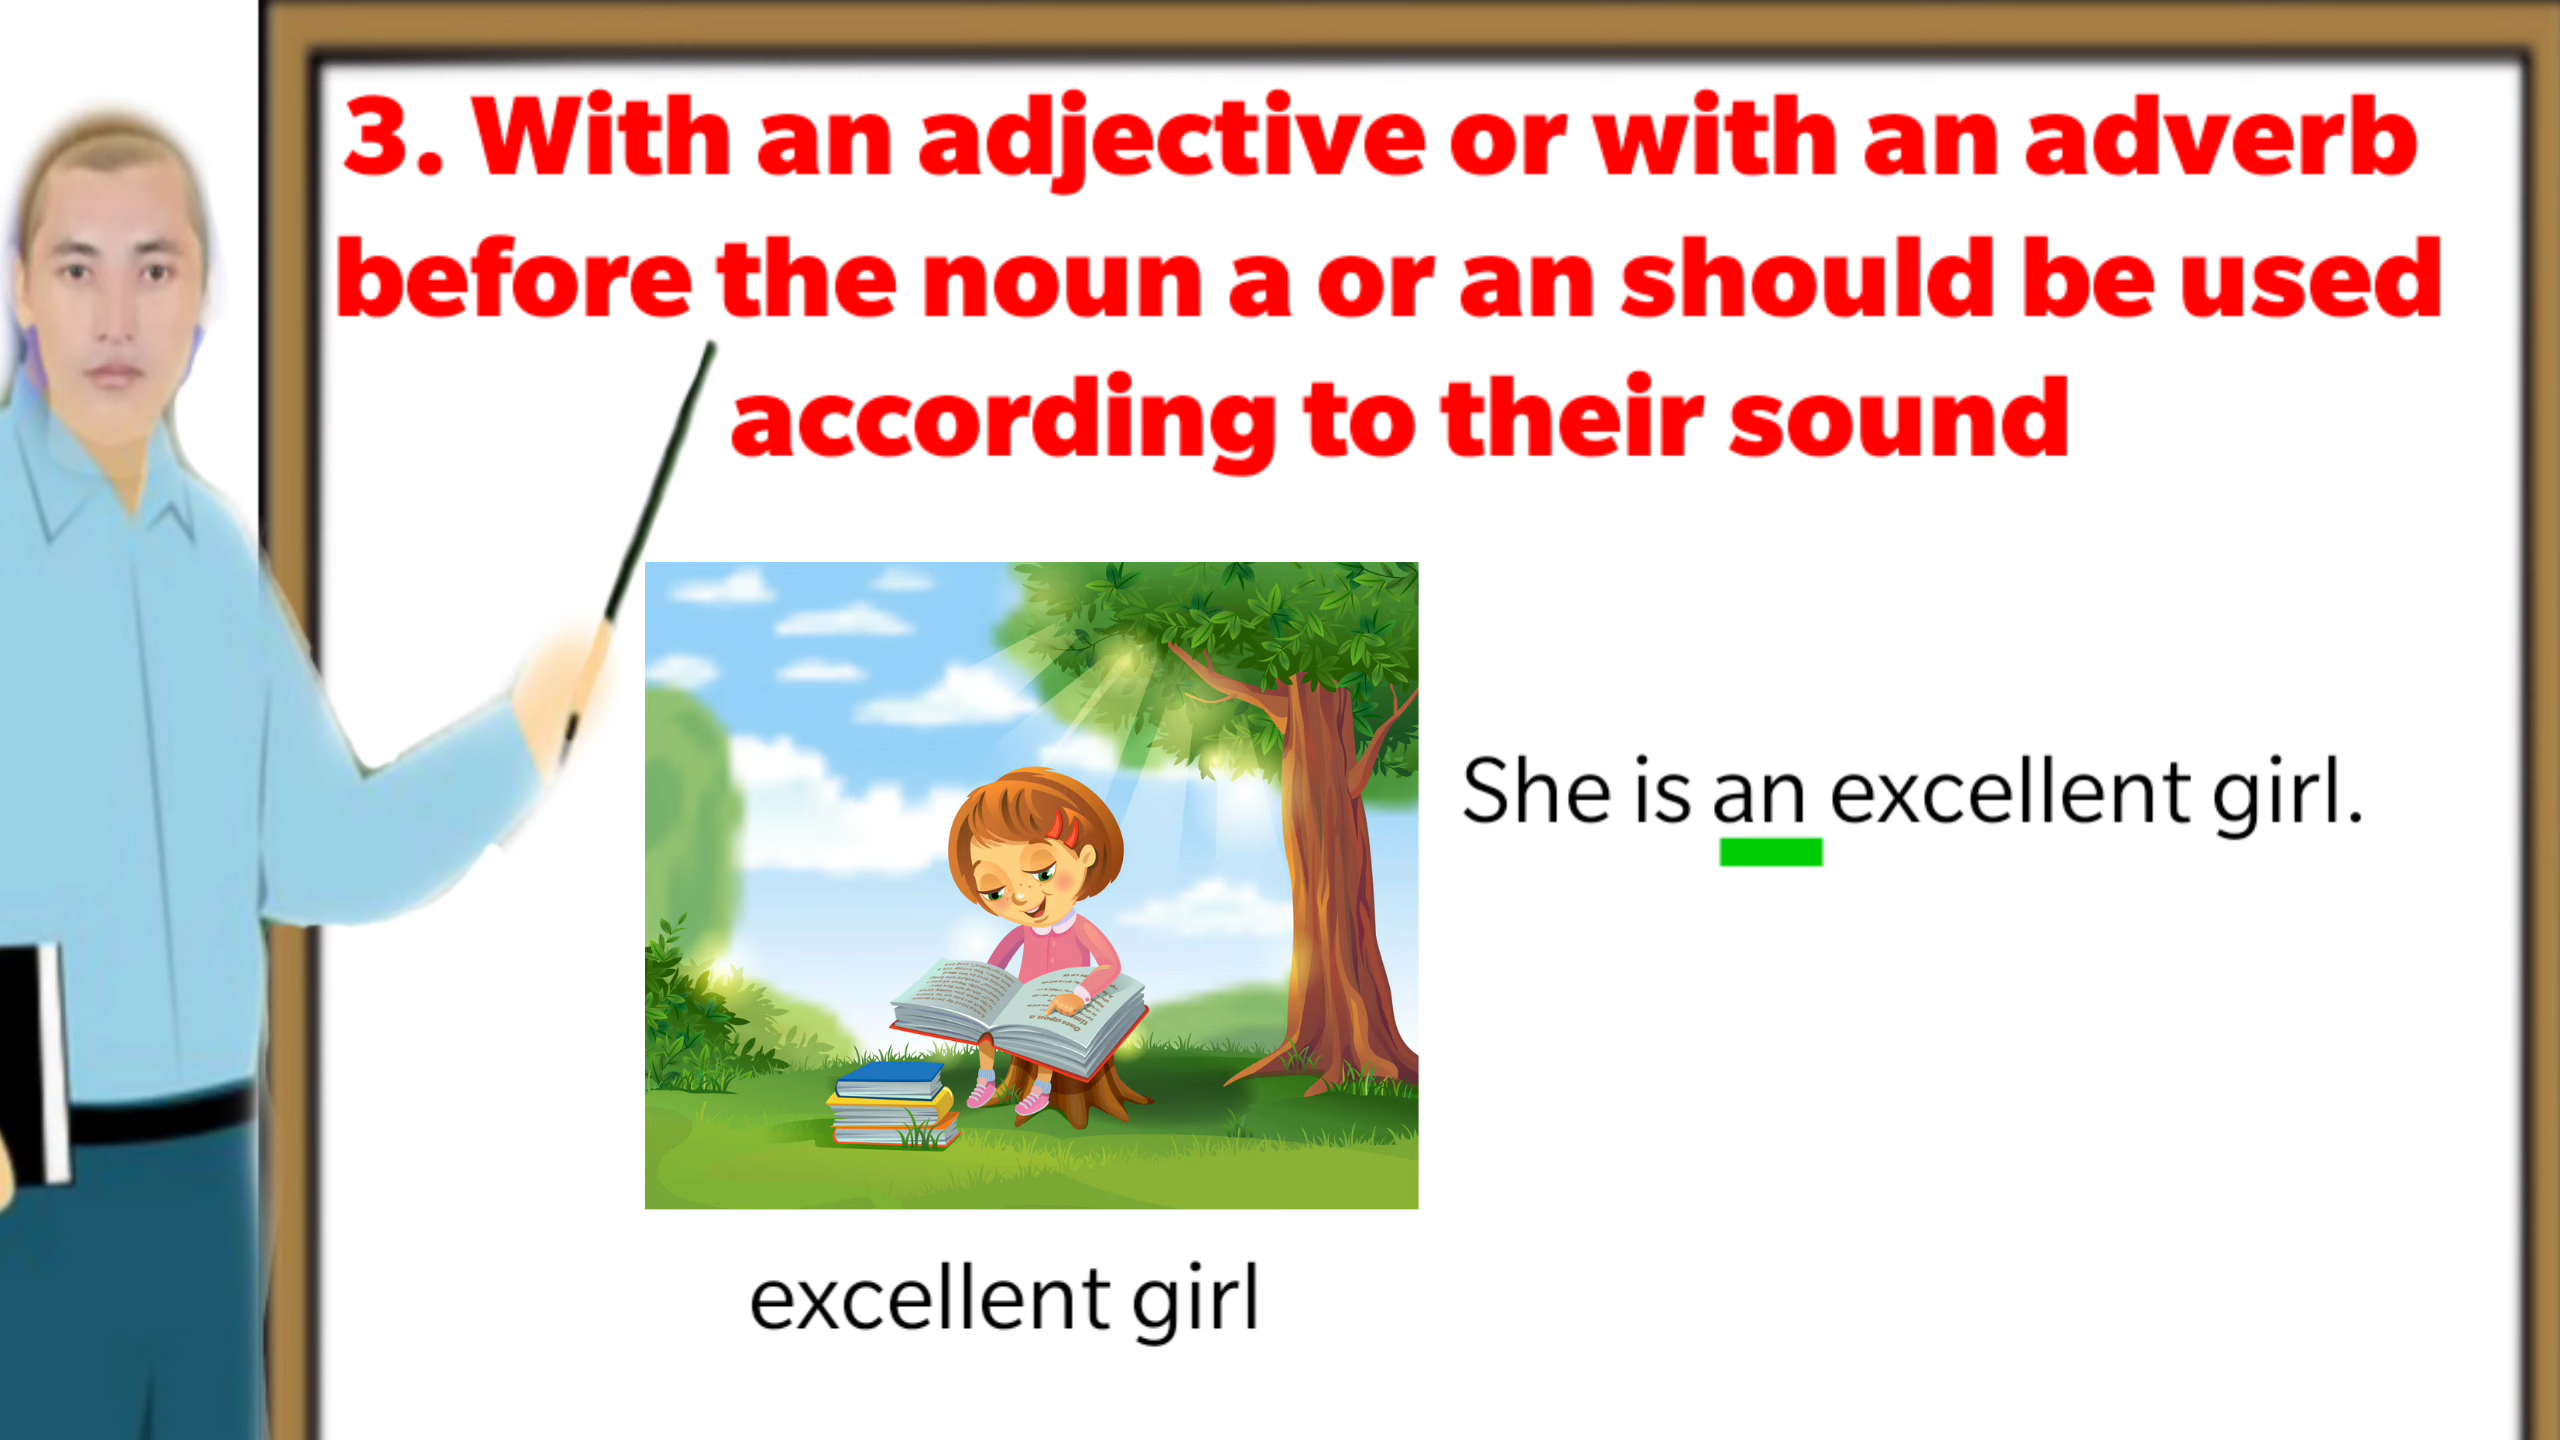 3. With an adjective or with an adverb
before the noun a or an should be used
according to their sound
She is an excellent girl.
excellent girl